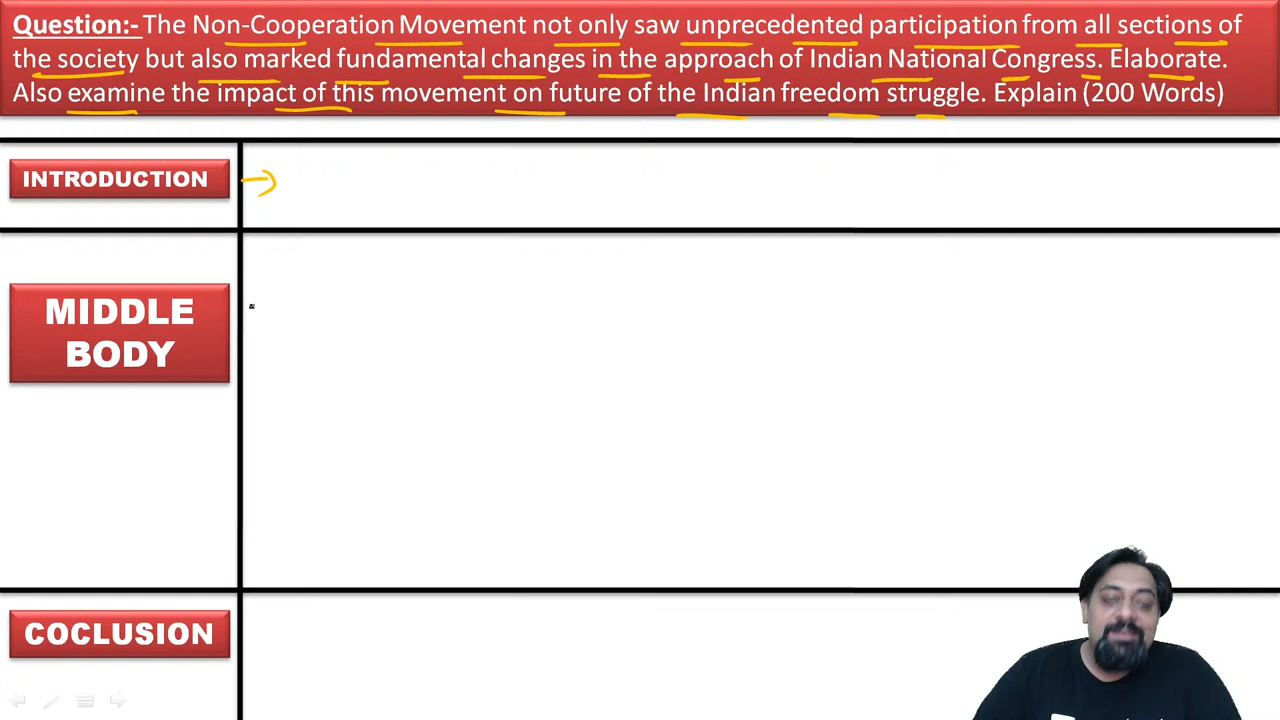 Question:- The Non-Cooperation Movement not only saw unprecedented participation from all sections of
the society but also marked fundamental changes in the approach of Indian National Congress. Elaborate.
Also examine the impact of this movement on future of the Indian freedom struggle. Explain (200 Words)
INTRODUCTION
MIDDLE
BODY
COCLUSION